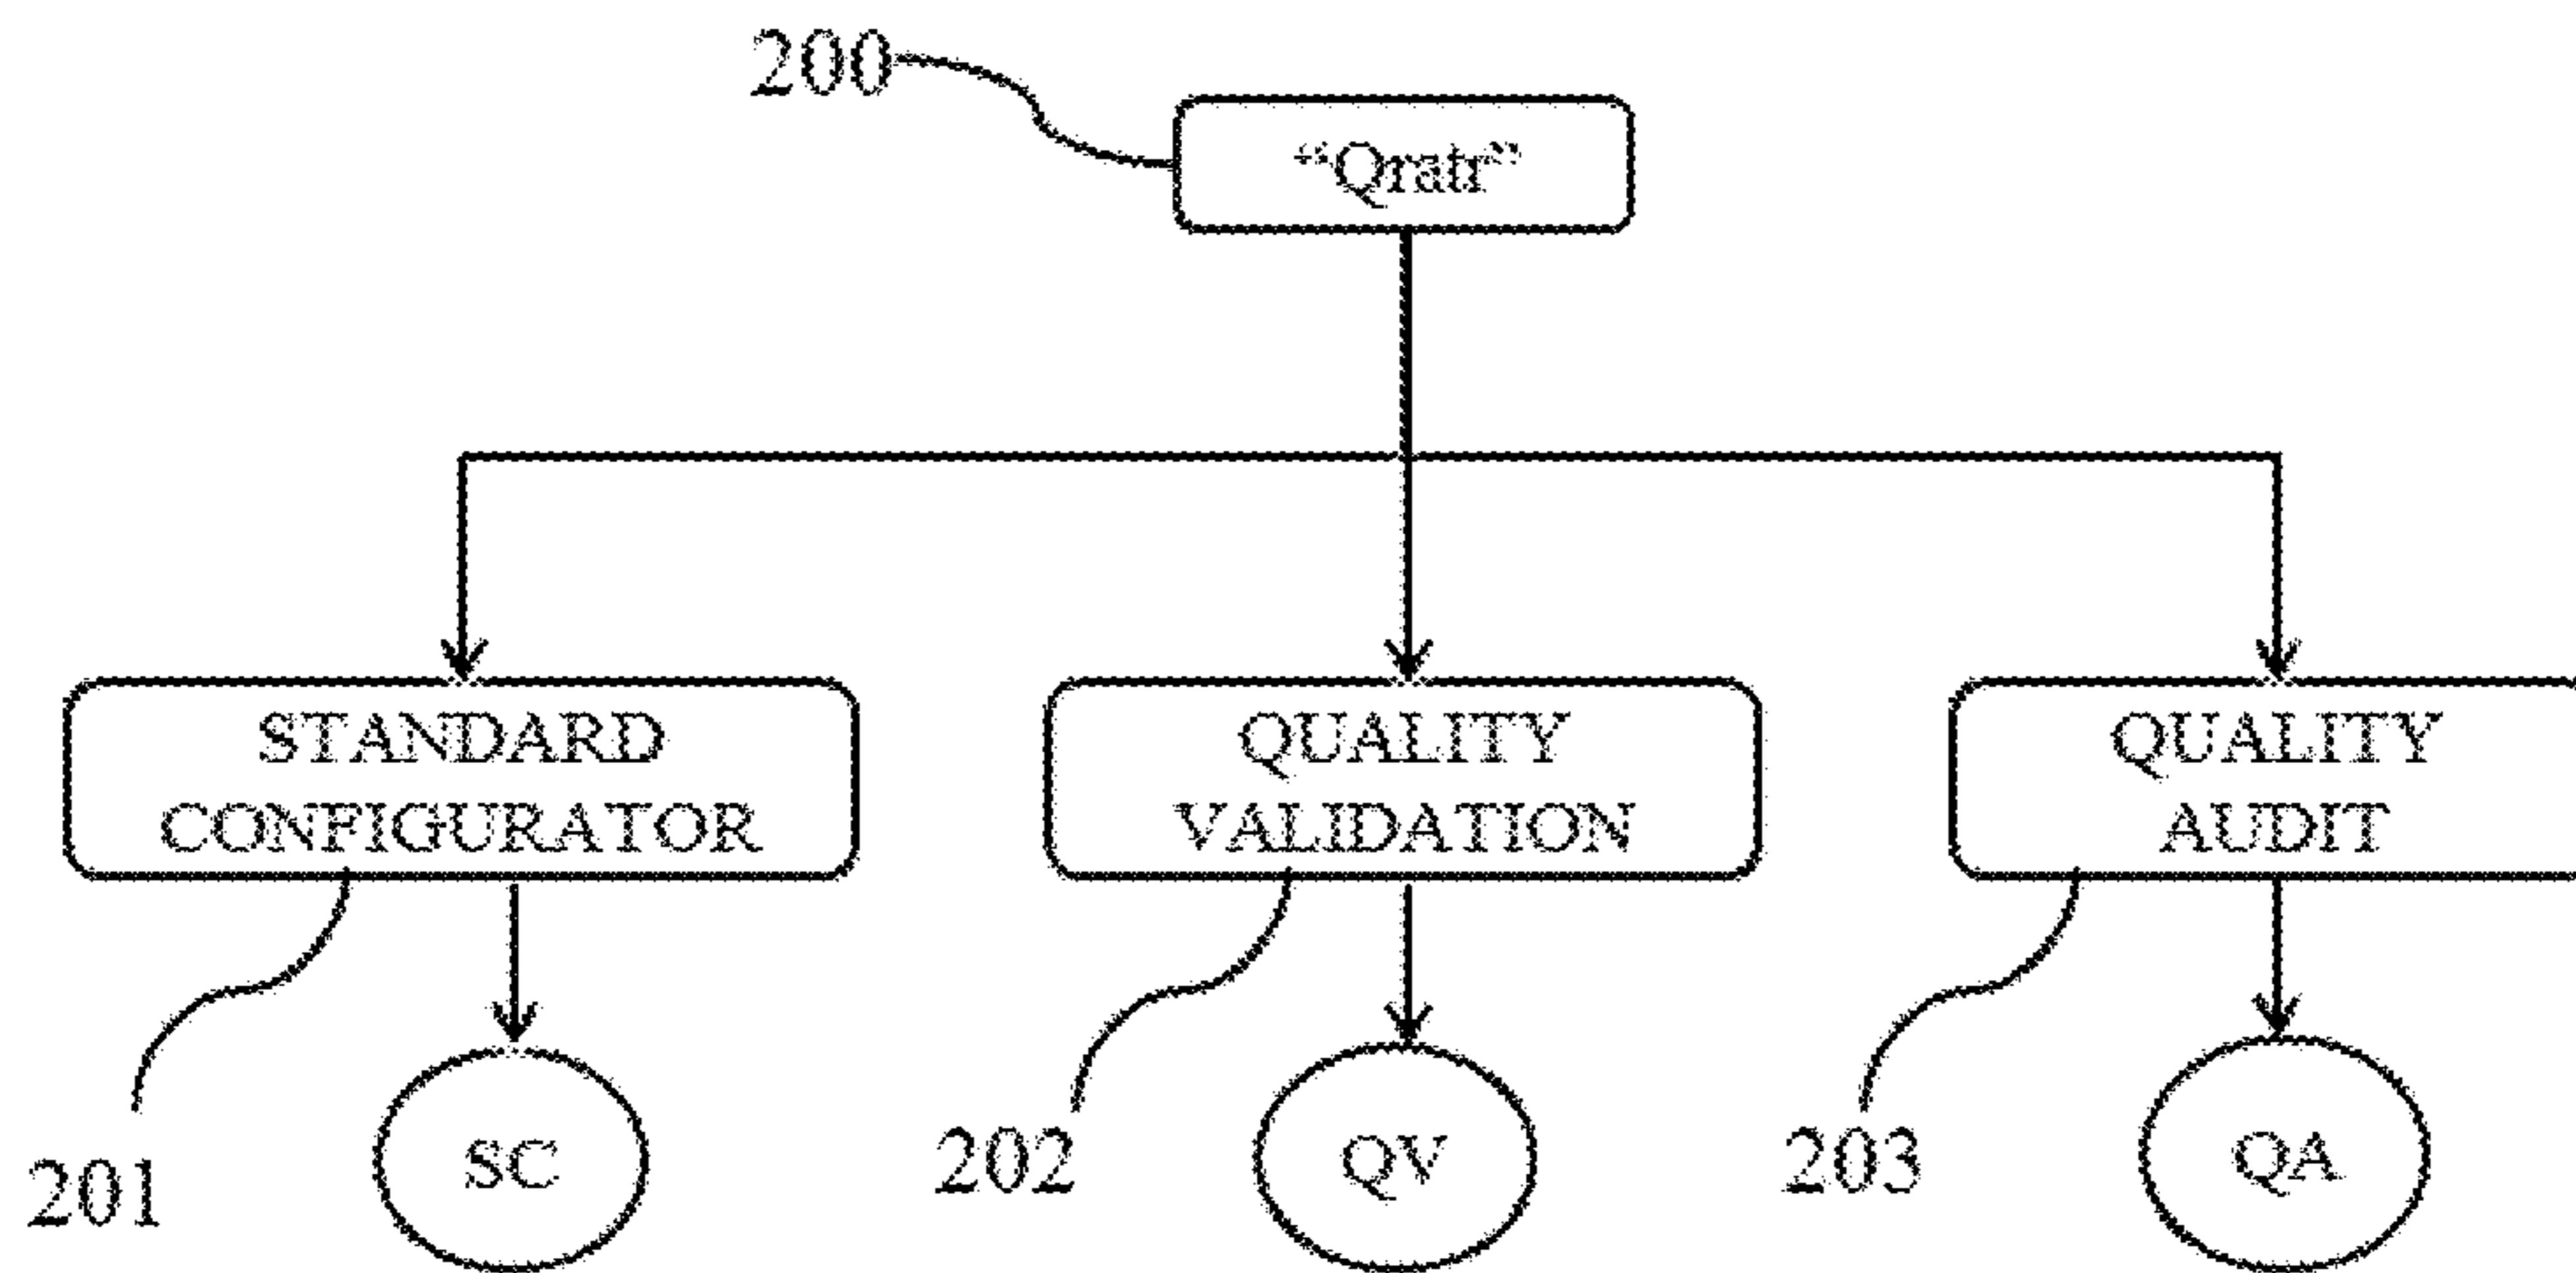 200
“Qratr”
STANDARD
CONFIGURATOR
QUALITY
VALIDATION
QUALITY
AUDIT
201
SC
202
QV
203
QA